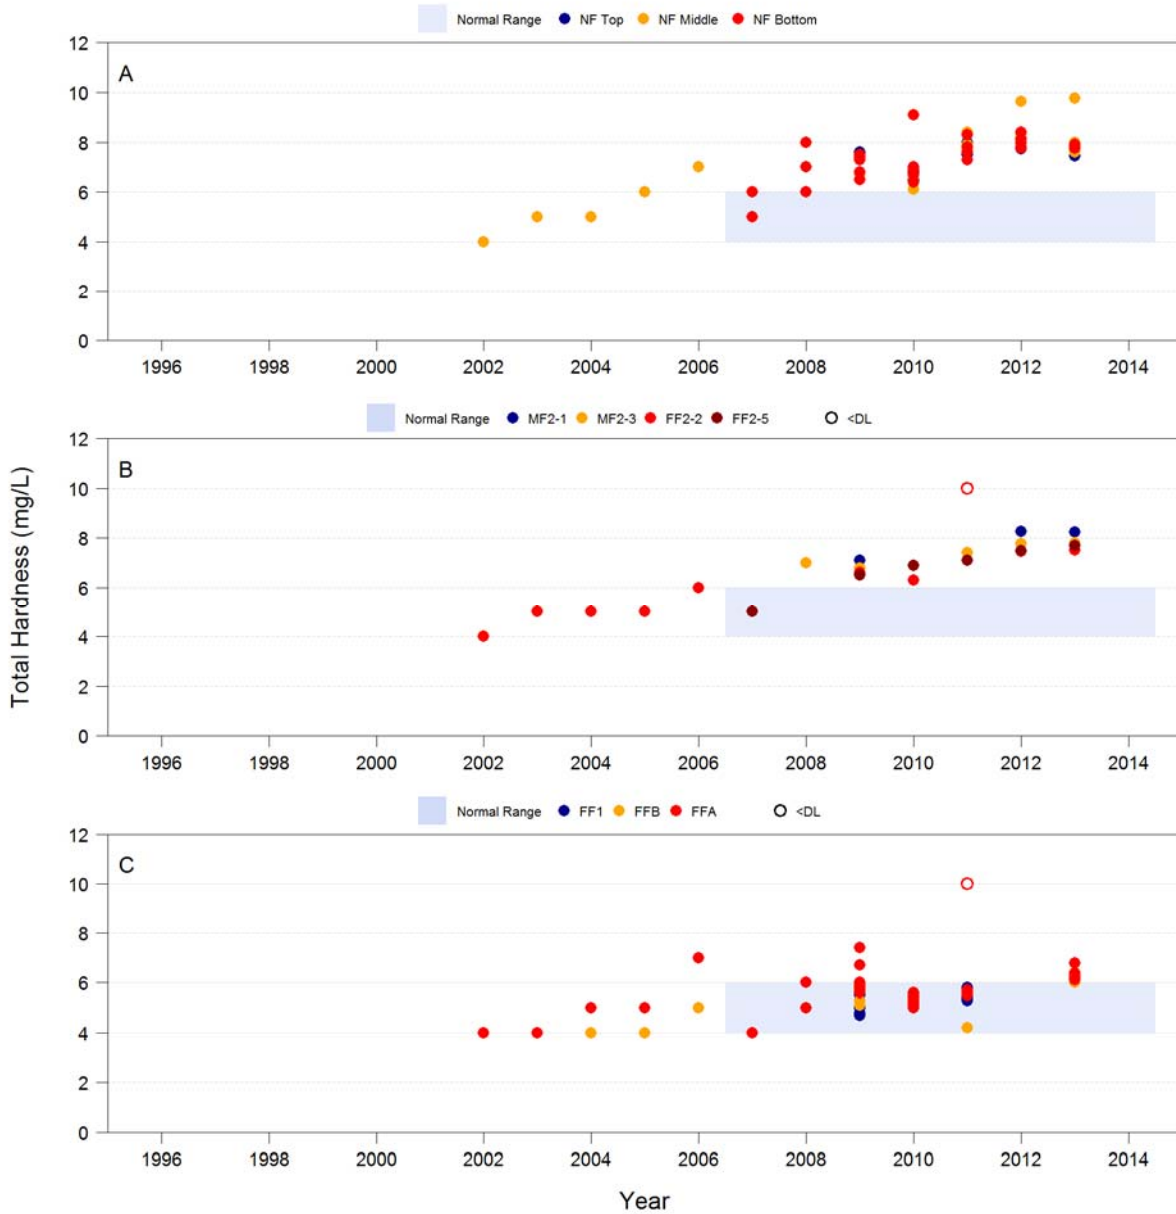 Normal Range NF Top NF Middle NF Bottom
A
12
10
8
6
4
2
0
1996 1998 2000 2002 2004 2006 2008 2010 2012 2014
Normal Range MF2-1 MF2-3 FF2-2 FF2-5 <DL
B
12
10
8
6
4
2
0
1996 1998 2000 2002 2004 2006 2008 2010 2012 2014
Total Hardness (mg/L)
Normal Range FF1 FFB FFA <DL
C
12
10
8
6
4
2
0
1996 1998 2000 2002 2004 2006 2008 2010 2012 2014
Year